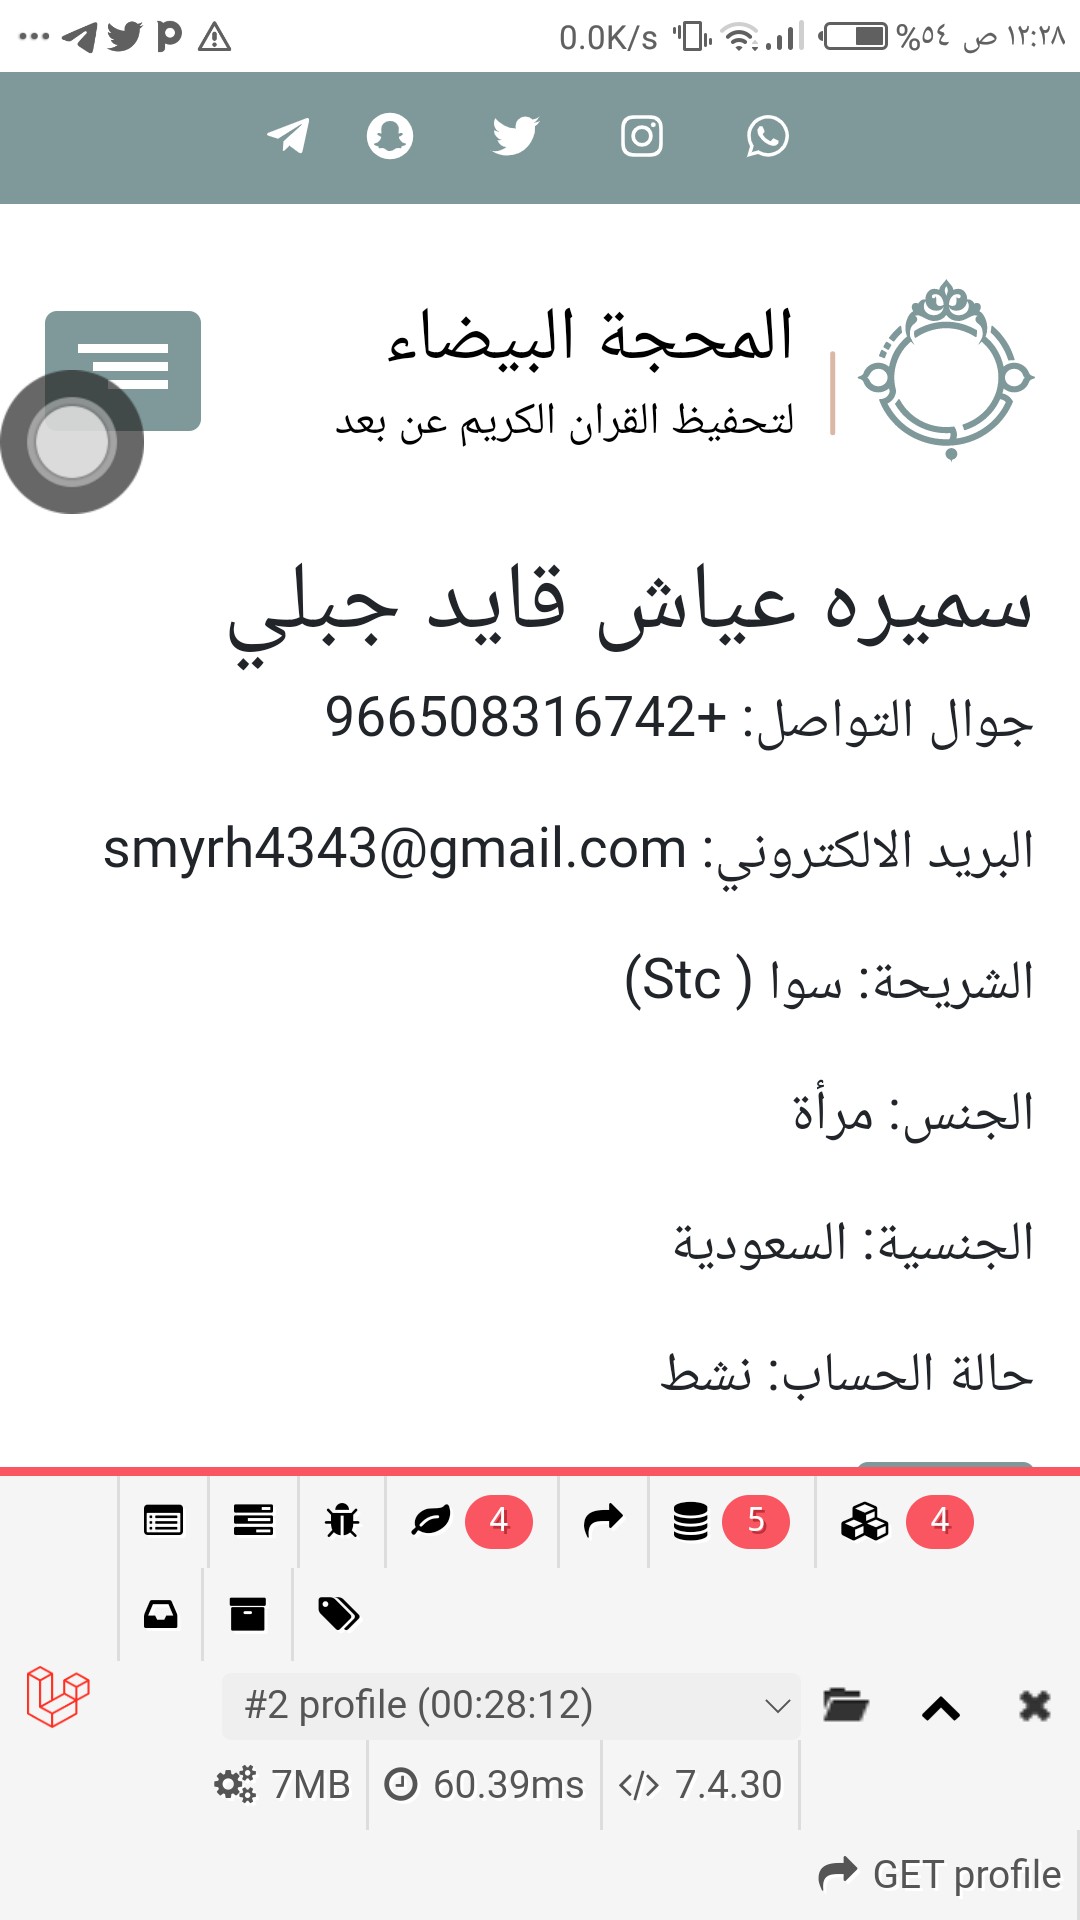 0.0K/s %٥٤ ١٢:٢٨ ص
المحجة البيضاء
لتحفيظ القران الكريم عن بعد
سميره عياش قايد جبلي
جوال التواصل: +966508316742
البريد الالكتروني: smyrh4343@gmail.com
الشريحة: سوا ( Stc)
الجنس: مرأة
الجنسية: السعودية
حالة الحساب: نشط
4 5 4
#2 profile (00:28:12)
7MB 60.39ms 7.4.30
GET profile